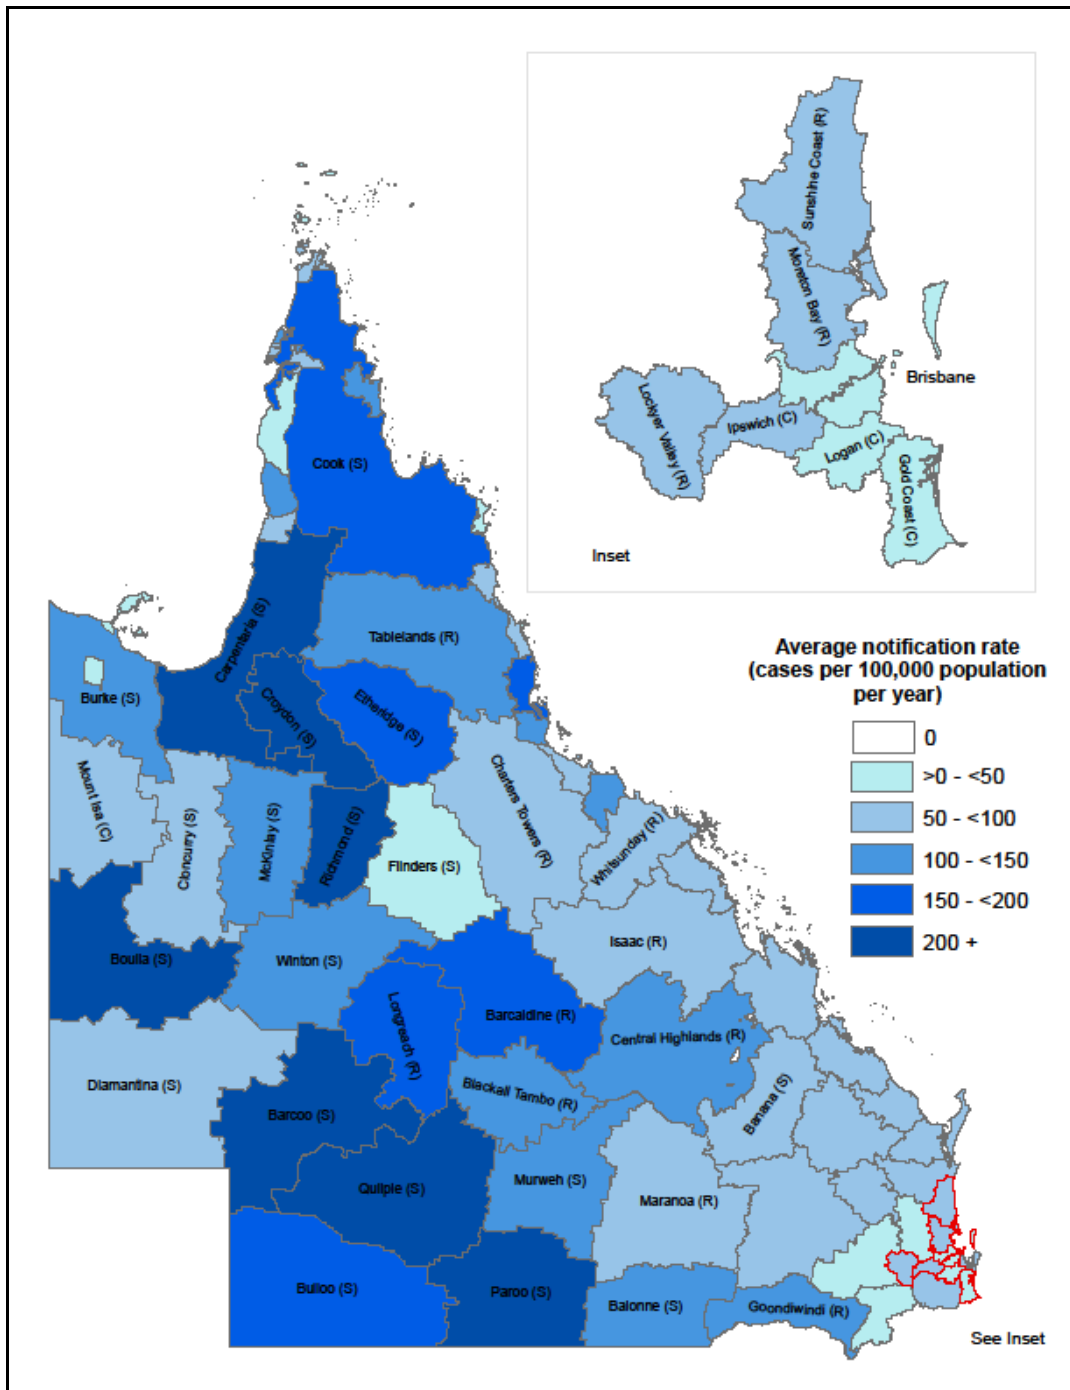 Sunshine Coast (R)
Moreton Bay (R)
Brisbane
Lockyer Valley (R)
Ipswich (C)
Logan (C)
Gold Coast (C)
Inset
Cook (S)
Carpentaria (S)
Tablelands (R)
Croydon (S)
Etheridge (S)
Burke (S)
Mount Isa (C)
Cloncurry (S)
McKinlay (S)
Richmond (S)
Flinders (S)
Charters Towers (R)
Whitsunday (R)
Average notification rate
(cases per 100,000 population
per year)
0
>0 - <50
50 - <100
100 - <150
150 - <200
200 +
Boulia (S)
Winton (S)
Isaac (R)
Longreach (R)
Barcaldine (R)
Central Highlands (R)
Diamantina (S)
Barcoo (S)
Blackall Tambo (R)
Banana (S)
Quilpie (S)
Murweh (S)
Maranoa (R)
Bulloo (S)
Paroo (S)
Balonne (S)
Goondiwindi (R)
See Inset